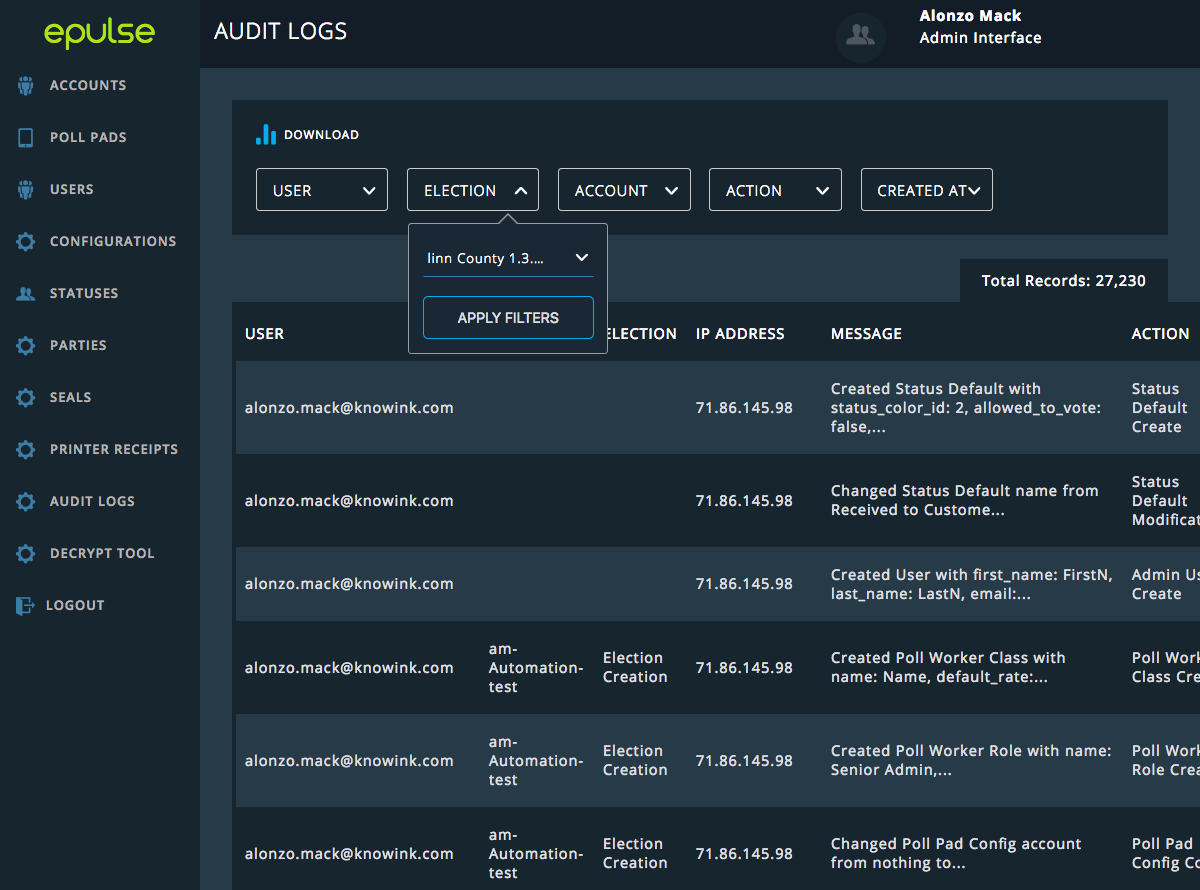 epulse
AUDIT LOGS
Alonzo Mack
Admin Interface
ACCOUNTS
POLL PADS
USERS
CONFIGURATIONS
STATUSES
PARTIES
SEALS
PRINTER RECEIPTS
AUDIT LOGS
DECRYPT TOOL
LOGOUT
DOWNLOAD
USER
ELECTION
ACCOUNT
ACTION
CREATED AT
linn County 1.3....
APPLY FILTERS
Total Records: 27,230
USER
ELECTION
IP ADDRESS
MESSAGE
ACTION
alonzo.mack@knowink.com
71.86.145.98
Created Status Default with
status_color_id: 2, allowed_to_vote:
false,...
Status
Default
Create
alonzo.mack@knowink.com
71.86.145.98
Changed Status Default name from
Received to Custome...
Status
Default
Modificat
alonzo.mack@knowink.com
71.86.145.98
Created User with first_name: FirstN,
last_name: LastN, email:...
Admin Us
Create
alonzo.mack@knowink.com
am-
Automation-
test
Election
Creation
71.86.145.98
Created Poll Worker Class with
name: Name, default_rate:...
Poll Work
Class Cre
alonzo.mack@knowink.com
am-
Automation-
test
Election
Creation
71.86.145.98
Created Poll Worker Role with name:
Senior Admin,...
Poll Work
Role Crea
alonzo.mack@knowink.com
am-
Automation-
test
Election
Creation
71.86.145.98
Changed Poll Pad Config account
from nothing to...
Poll Pad
Config Co